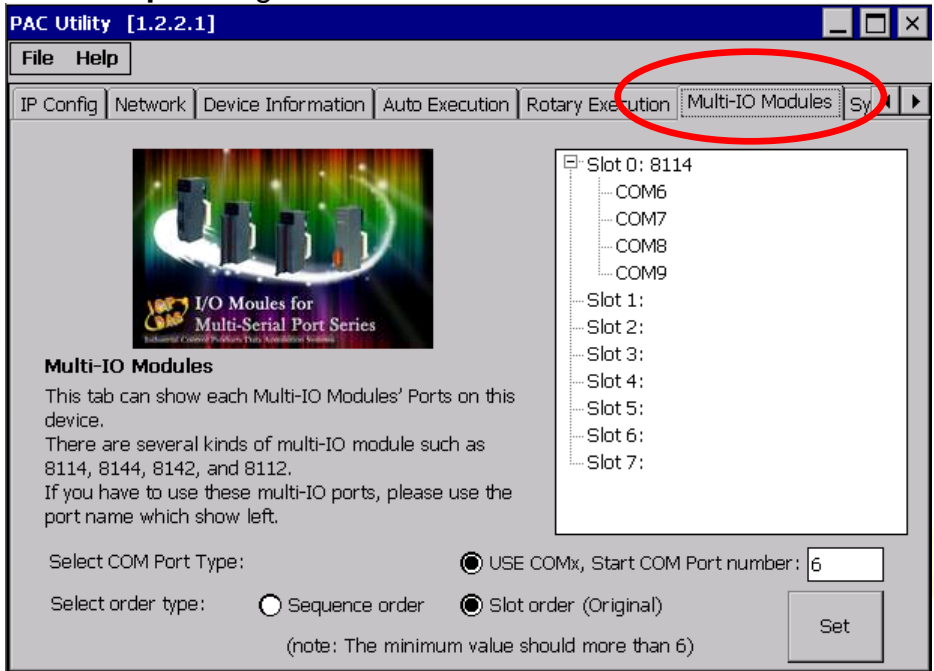 PAC Utility [1.2.2.1]
File Help
IP Config Network Device Information Auto Execution Rotary Execution Multi-IO Modules Sy
I/O Moules for
Multi-Serial Port Series
Slot 0: 8114
COM6
COM7
COM8
COM9
Slot 1:
Slot 2:
Slot 3:
Slot 4:
Slot 5:
Slot 6:
Slot 7:
Multi-IO Modules
This tab can show each Multi-IO Modules' Ports on this
device.
There are several kinds of multi-IO module such as
8114, 8144, 8142, and 8112.
If you have to use these multi-IO ports, please use the
port name which show left.
Select COM Port Type: USE COMx, Start COM Port number: 6
Select order type: Sequence order Slot order (Original)
(note: The minimum value should more than 6)
Set